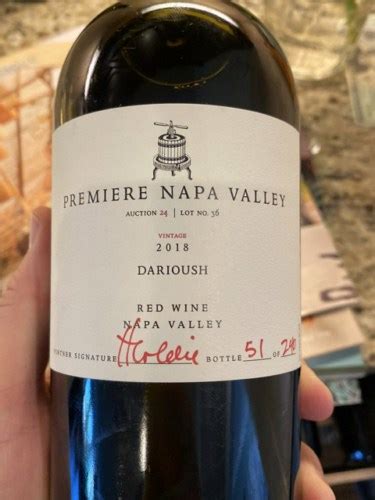 PREMIERE NAPA VALLEY
AUCTION 24 | LOT NO. 36
VINTAGE
2018
DARIOUSH
RED WINE
NAPA VALLEY
VINTNER SIGNATURE BOTTLE 51 OF 240